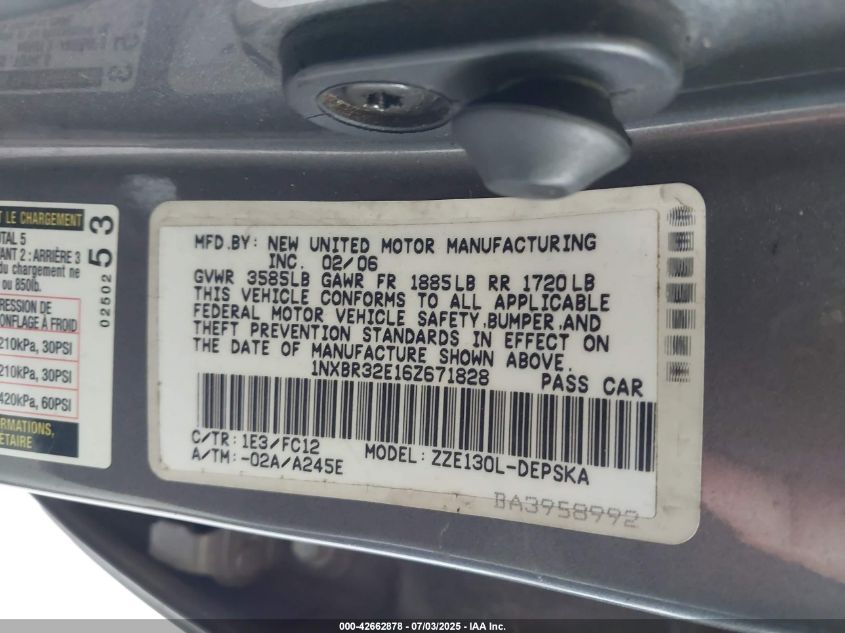 T LE CHARGEMENT
TAL 5
VANT 2 : ARRIÈRE 3
du chargement ne
ou 850lb.
RESSION DE
ONFLAGE À FROID
210kPa, 30PSI
210kPa, 30PSI
420kPa, 60PSI
RMATIONS,
ÉTAIRE
02502 53
MFD.BY: NEW UNITED MOTOR MANUFACTURING
INC. 02/06
GVWR 3585LB GAWR FR 1885LB RR 1720LB
THIS VEHICLE CONFORMS TO ALL APPLICABLE
FEDERAL MOTOR VEHICLE SAFETY,BUMPER,AND
THEFT PREVENTION STANDARDS IN EFFECT ON
THE DATE OF MANUFACTURE SHOWN ABOVE.
1NXBR32E16Z671828 PASS CAR
C/TR: 1E3/FC12 MODEL: ZZE130L-DEPSKA
A/TM: -02A/A245E
BA3958992
000-42662878 - 07/03/2025 - IAA Inc.